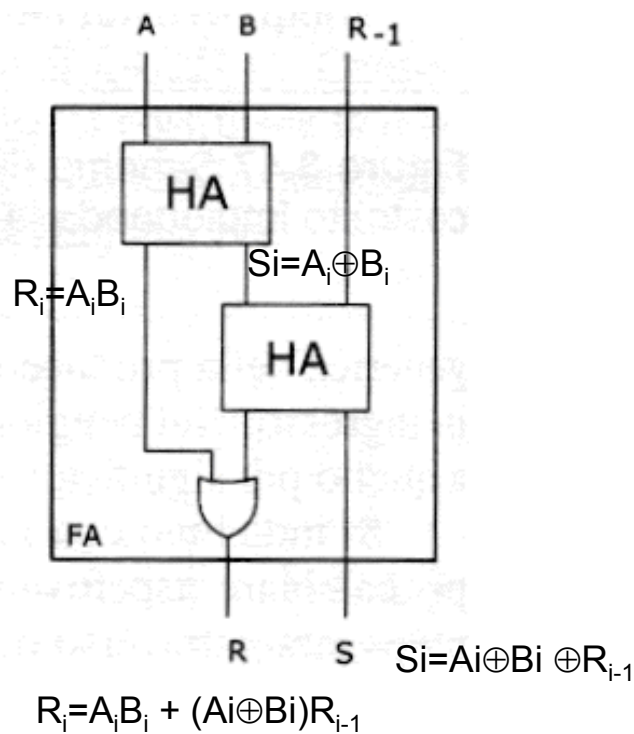 A B R₋₁
HA
Si=Aᵢ⊕Bᵢ
Rᵢ=AᵢBᵢ
HA
FA
R S
Si=Ai⊕Bi ⊕Rᵢ₋₁
Rᵢ=AᵢBᵢ + (Ai⊕Bi)Rᵢ₋₁